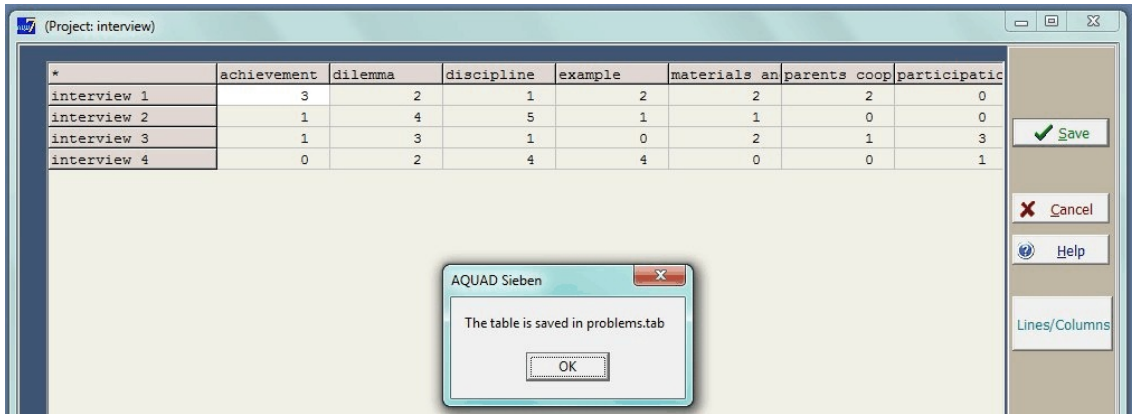 (Project: interview)
* achievement dilemma discipline example materials an parents coop participatio
interview 1 3 2 1 2 2 2 0
interview 2 1 4 5 1 1 0 0
interview 3 1 3 1 0 2 1 3
interview 4 0 2 4 4 0 0 1
Save
Cancel
Help
Lines/Columns
AQUAD Sieben
The table is saved in problems.tab
OK